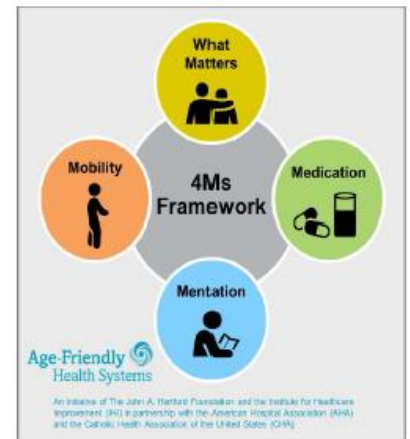 What
Matters
Mobility
4Ms
Framework
Medication
Mentation
Age-Friendly
Health Systems
An initiative of The John A. Hartford Foundation and the Institute for Healthcare
Improvement (IHI) in partnership with the American Hospital Association (AHA)
and the Catholic Health Association of the United States (CHA).